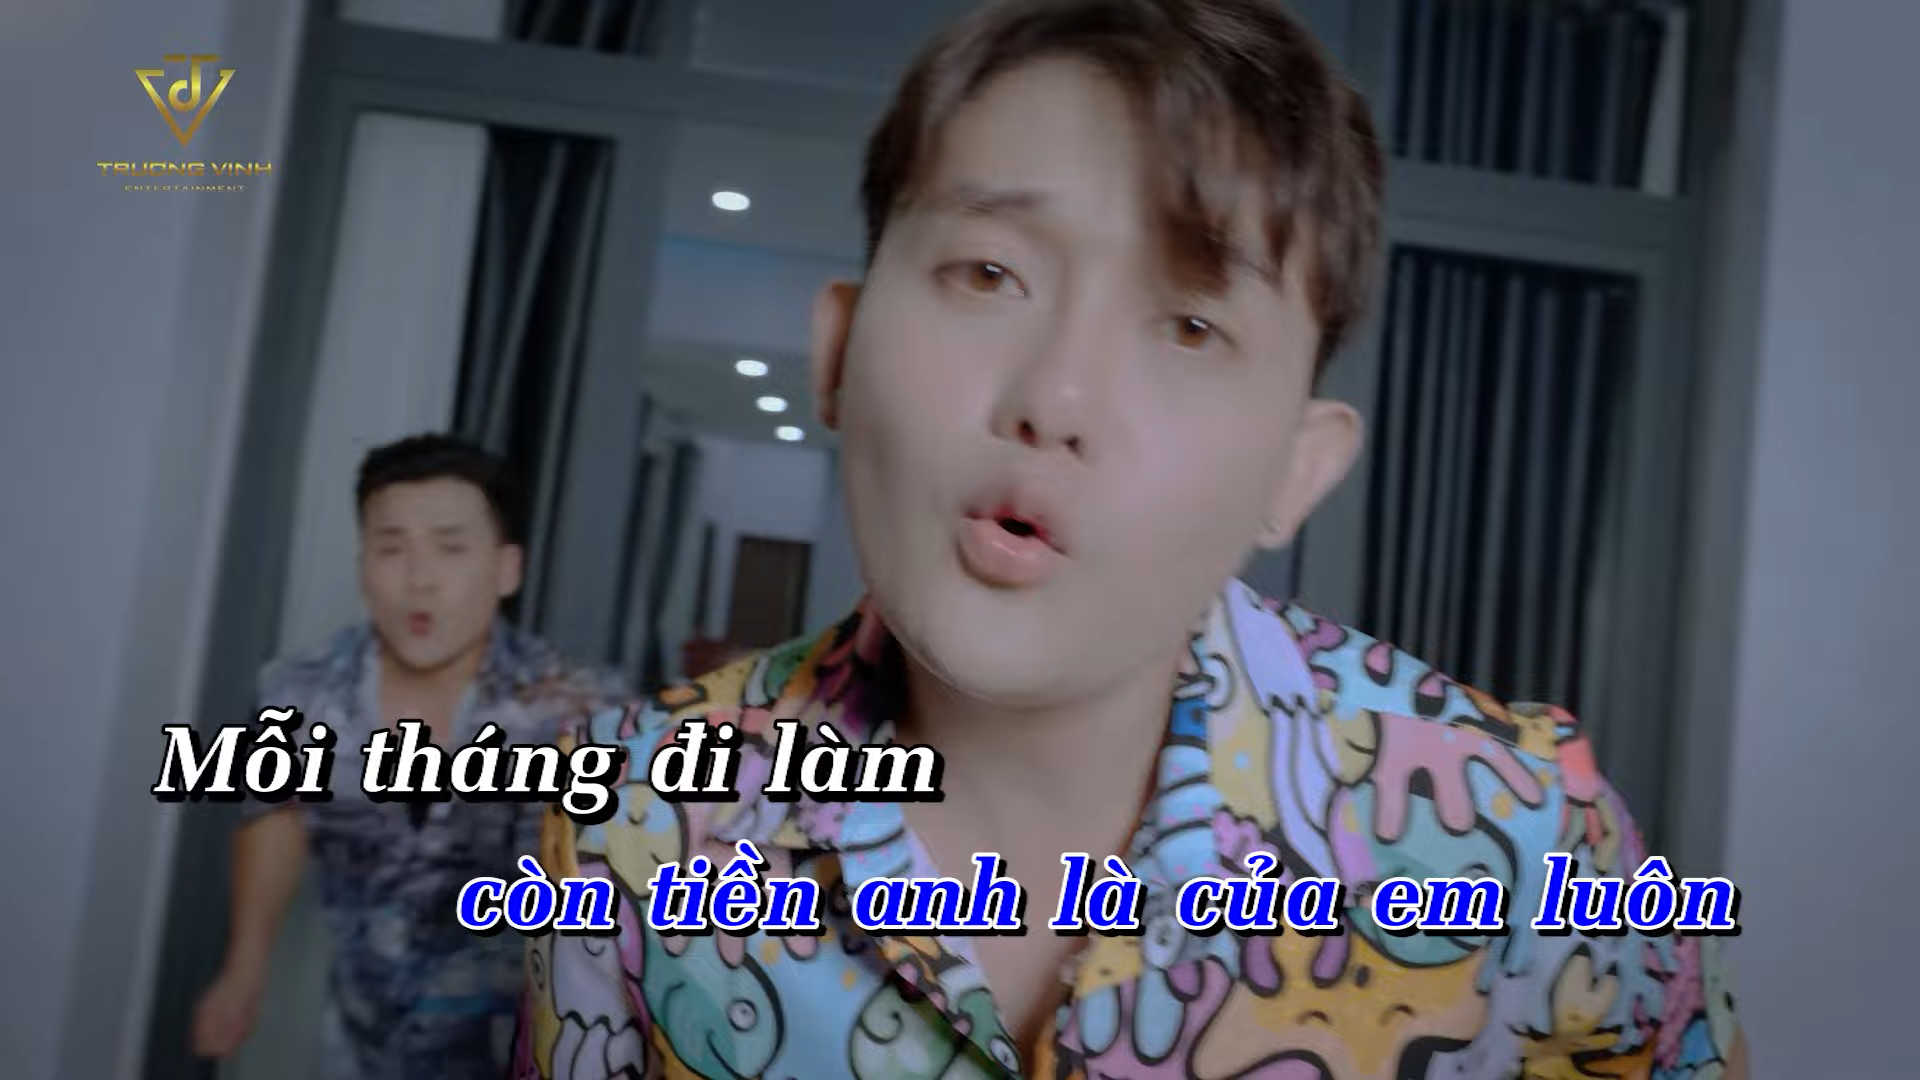 TRUONG VINH
ENTERTAINMENT
Mỗi tháng đi làm
còn tiền anh là của em luôn